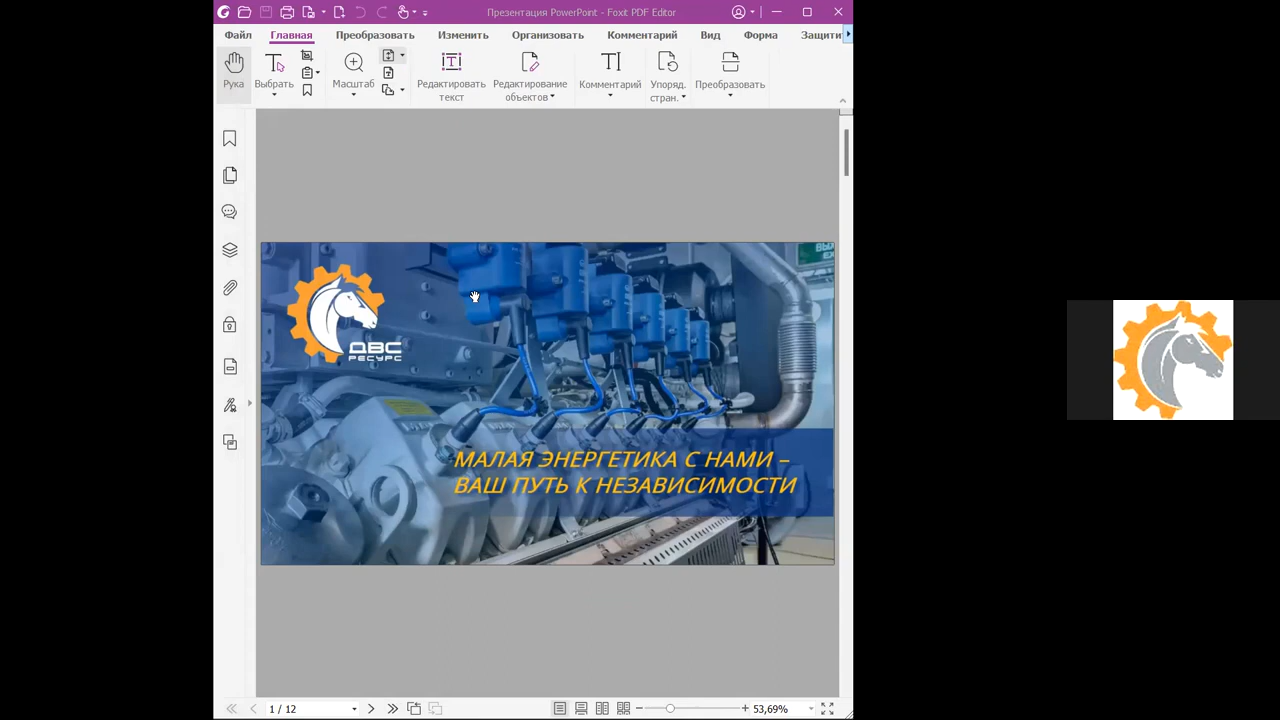 Презентация PowerPoint - Foxit PDF Editor
Файл Главная Преобразовать Изменить Организовать Комментарий Вид Форма Защити
Рука Выбрать Масштаб Редактировать текст Редактирование объектов Комментарий Упоряд. стран. Преобразовать
ДВС
РЕСУРС
МАЛАЯ ЭНЕРГЕТИКА С НАМИ –
ВАШ ПУТЬ К НЕЗАВИСИМОСТИ
1 / 12
53,69%